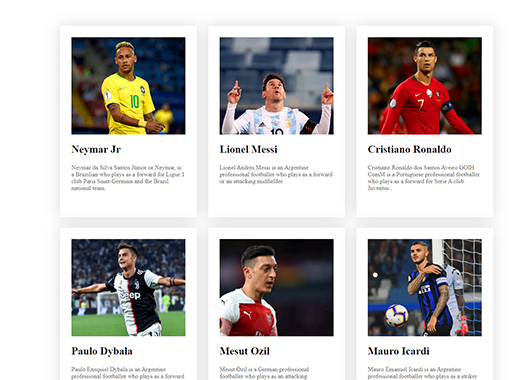 10
7
Neymar Jr
Lionel Messi
Cristiano Ronaldo
Neymar da Silva Santos Júnior or Neymar, is
a Brazilian who plays as a forward for Ligue 1
club Paris Saint-Germain and the Brazil
national team.
Lionel Andrés Messi is an Argentine
professional footballer who plays as a forward
or an attacking midfielder.
Cristiano Ronaldo dos Santos Aveiro GOIH
ComM is a Portuguese professional footballer
who plays as a forward for Serie A club
Juventus .
Jeep
Paulo Dybala
Mesut Ozil
Mauro Icardi
Paulo Exequiel Dybala is an Argentine
professional footballer who plays as a forward
Mesut Özil is a German professional
footballer who plays as an attacking
Mauro Emanuel Icardi is an Argentine
professional footballer who plays as a striker